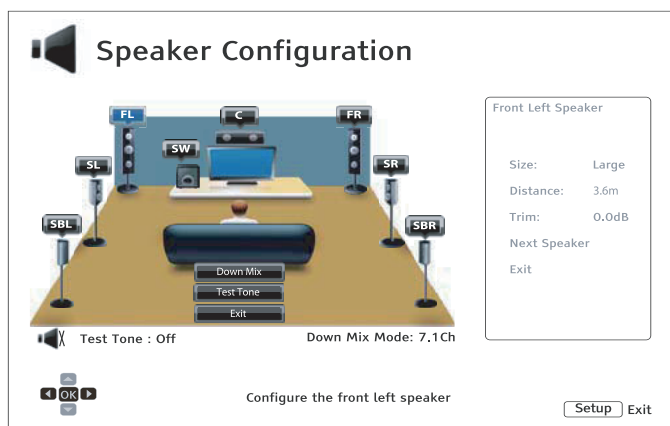 Speaker Configuration
FL
C
FR
SW
SL
SR
SBL
SBR
Down Mix
Test Tone
Exit
Test Tone : Off
Down Mix Mode: 7.1Ch
Front Left Speaker
Size: Large
Distance: 3.6m
Trim: 0.0dB
Next Speaker
Exit
OK
Configure the front left speaker
Setup Exit